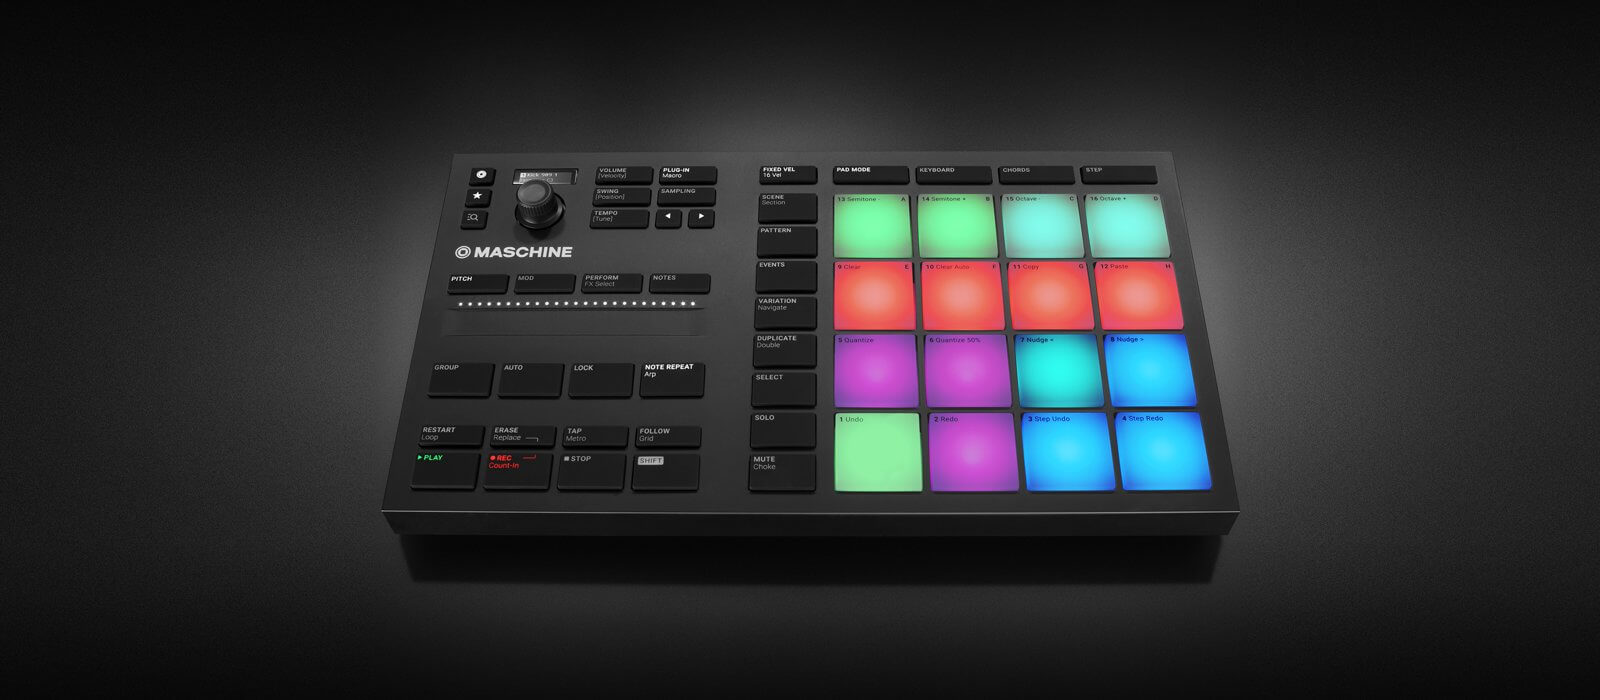 VOLUME
[Velocity]
PLUG-IN
Macro
SWING
[Position]
SAMPLING
TEMPO
[Tune]
MASCHINE
PITCH
MOD
PERFORM
FX Select
NOTES
GROUP
AUTO
LOCK
NOTE REPEAT
Arp
RESTART
Loop
ERASE
Replace
TAP
Metro
FOLLOW
Grid
PLAY
REC
Count-In
STOP
SHIFT
FIXED VEL
16 Vel
SCENE
Section
PATTERN
EVENTS
VARIATION
Navigate
DUPLICATE
Double
SELECT
SOLO
MUTE
Choke
PAD MODE
KEYBOARD
CHORDS
STEP
13 Semitone - A
14 Semitone + B
15 Octave - C
16 Octave + D
9 Clear E
10 Clear Auto F
11 Copy G
12 Paste H
5 Quantize
6 Quantize 50%
7 Nudge <
8 Nudge >
1 Undo
2 Redo
3 Step Undo
4 Step Redo